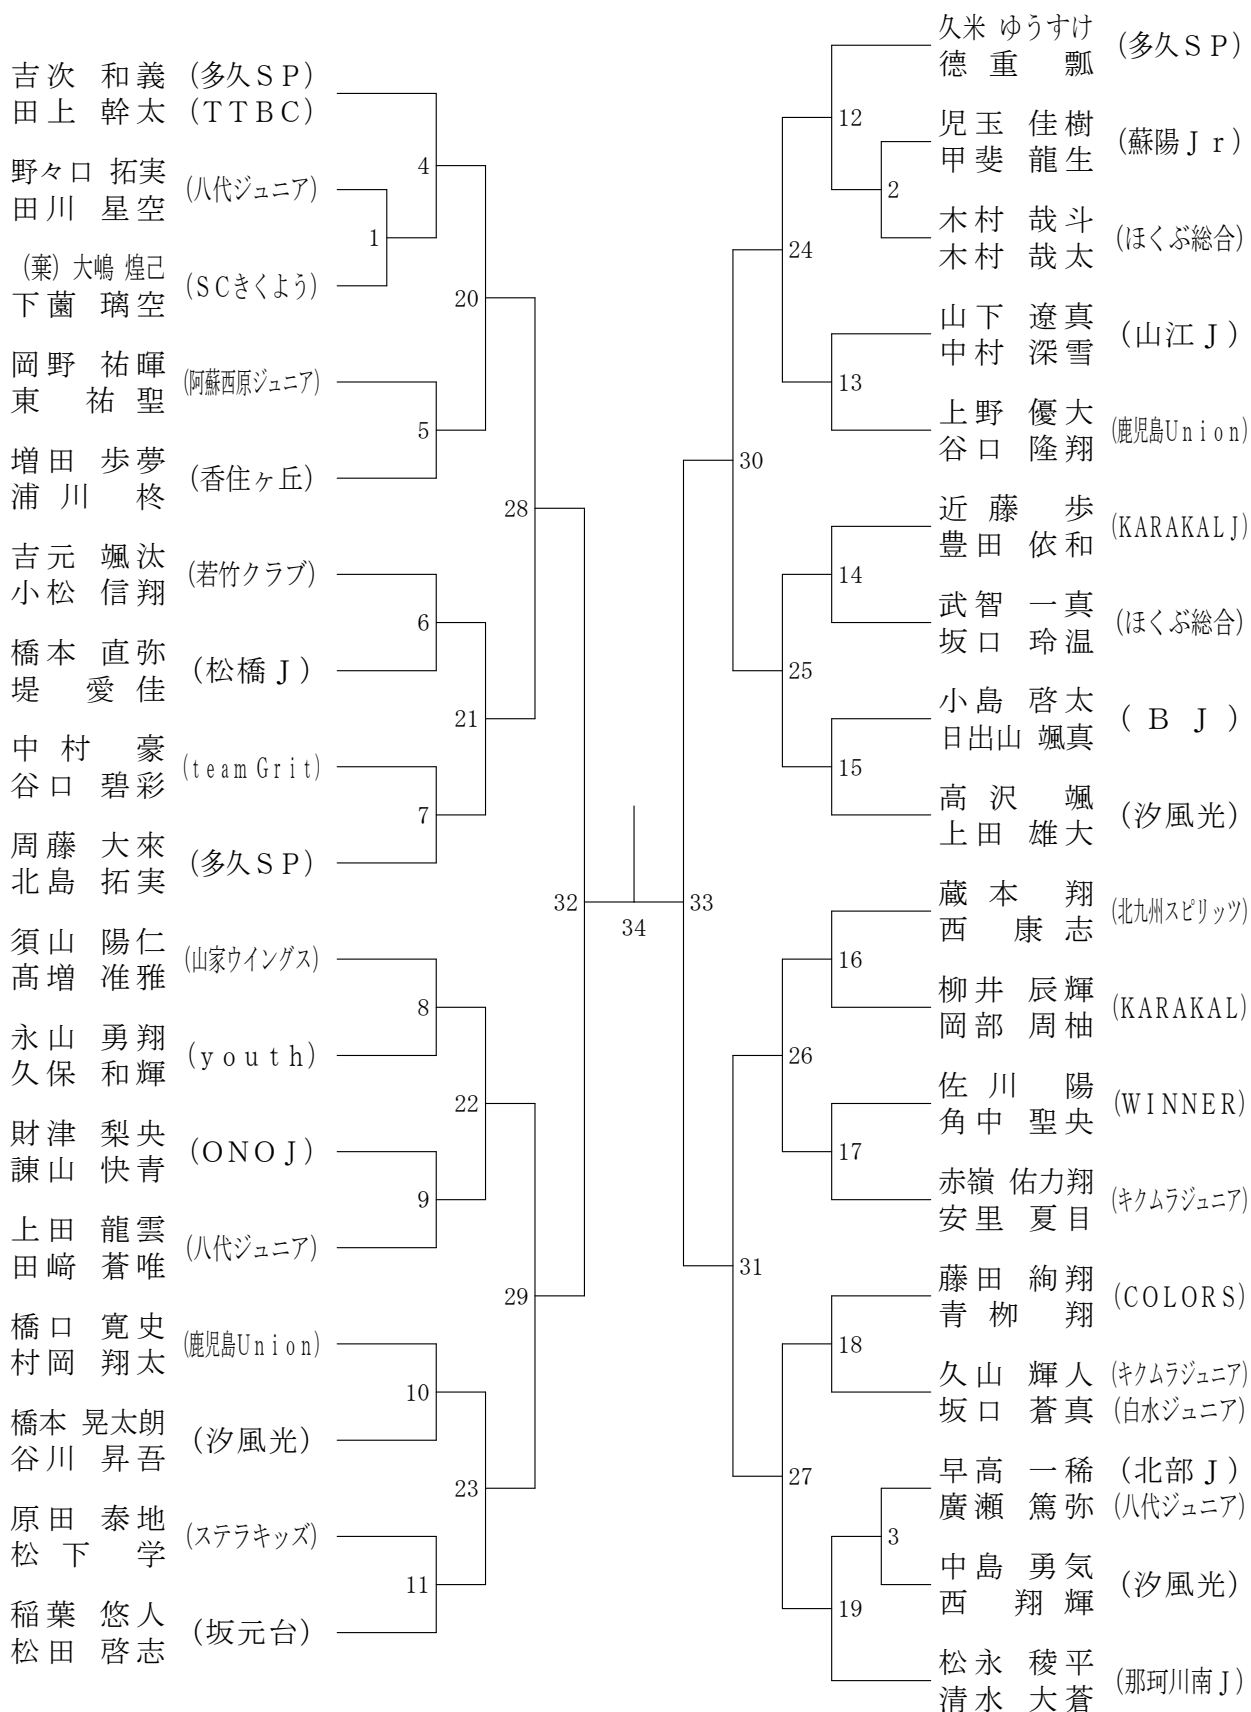 吉次 和義 (多久SP)
田上 幹太 (TTBC)
野々口 拓実
田川 星空
(八代ジュニア)
(棄) 大嶋 煌己
下薗 璃空
(SCきくよう)
岡野 祐暉
東 祐聖
(阿蘇西原ジュニア)
増田 歩夢
浦川 柊
(香住ヶ丘)
吉元 颯汰
小松 信翔
(若竹クラブ)
橋本 直弥
堤 愛佳
(松橋J)
中村 豪
谷口 碧彩
(team Grit)
周藤 大來
北島 拓実
(多久SP)
須山 陽仁
髙増 准雅
(山家ウイングス)
永山 勇翔
久保 和輝
(youth)
財津 梨央
諌山 快青
(ONOJ)
上田 龍雲
田﨑 蒼唯
(八代ジュニア)
橋口 寛史
村岡 翔太
(鹿児島Union)
橋本 晃太朗
谷川 昇吾
(汐風光)
原田 泰地
松下 学
(ステラキッズ)
稲葉 悠人
松田 啓志
(坂元台)
1
4
5
6
7
8
9
10
11
20
21
22
23
28
29
32
34
33
30
31
24
25
26
27
12
13
14
15
16
17
18
19
2
3
久米 ゆうすけ
德重 瓢
(多久SP)
児玉 佳樹
甲斐 龍生
(蘇陽Jr)
木村 哉斗
木村 哉太
(ほくぶ総合)
山下 遼真
中村 深雪
(山江J)
上野 優大
谷口 隆翔
(鹿児島Union)
近藤 歩
豊田 依和
(KARAKALJ)
武智 一真
坂口 玲温
(ほくぶ総合)
小島 啓太
日出山 颯真
(BJ)
高沢 颯
上田 雄大
(汐風光)
蔵本 翔
西 康志
(北九州スピリッツ)
柳井 辰輝
岡部 周柚
(KARAKAL)
佐川 陽
角中 聖央
(WINNER)
赤嶺 佑力翔
安里 夏目
(キクムラジュニア)
藤田 絢翔
青栁 翔
(COLORS)
久山 輝人 (キクムラジュニア)
坂口 蒼真 (白水ジュニア)
早高 一稀 (北部J)
廣瀬 篤弥 (八代ジュニア)
中島 勇気
西 翔輝
(汐風光)
松永 稜平
清水 大蒼
(那珂川南J)